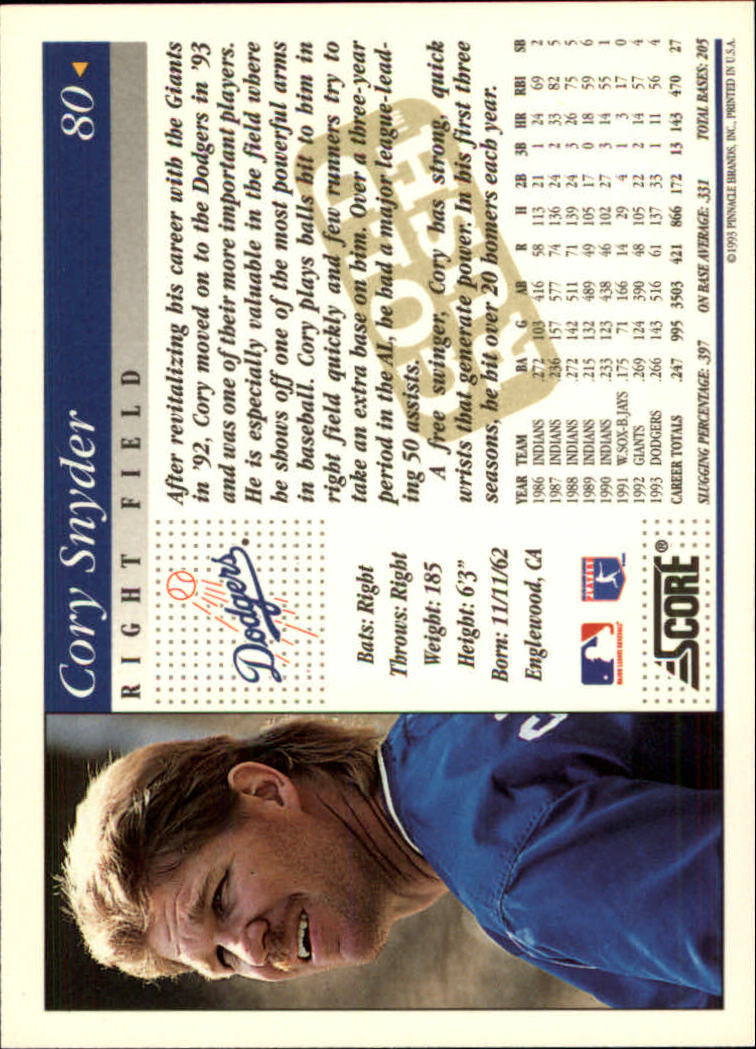 Cory Snyder 80
RIGHT FIELD
Dodgers
Bats: Right
Throws: Right
Weight: 185
Height: 6'3"
Born: 11/11/62
Englewood, CA
MAJOR LEAGUE BASEBALL
PLAYERS
SCORE®
After revitalizing his career with the Giants
in '92, Cory moved on to the Dodgers in '93
and was one of their more important players.
He is especially valuable in the field where
he shows off one of the most powerful arms
in baseball. Cory plays balls hit to him in
right field quickly and few runners try to
take an extra base on him. Over a three-year
period in the AL, he had a major league-lead-
ing 50 assists.
A free swinger, Cory has strong, quick
wrists that generate power. In his first three
seasons, he hit over 20 homers each year.
GOLD
RUSH
YEAR TEAM BA G AB R H 2B 3B HR RBI SB
1986 INDIANS .272 103 416 58 113 21 1 24 69 2
1987 INDIANS .236 157 577 74 136 24 2 33 82 5
1988 INDIANS .272 142 511 71 139 24 3 26 75 5
1989 INDIANS .215 132 489 49 105 17 0 18 59 6
1990 INDIANS .233 123 438 46 102 27 3 14 55 1
1991 W.SOX-B.JAYS .175 71 166 14 29 4 1 3 17 0
1992 GIANTS .269 124 390 48 105 22 2 14 57 4
1993 DODGERS .266 143 516 61 137 33 1 11 56 4
CAREER TOTALS .247 995 3503 421 866 172 13 143 470 27
SLUGGING PERCENTAGE: .397 ON BASE AVERAGE: .331 TOTAL BASES: 205
©1993 PINNACLE BRANDS, INC., PRINTED IN U.S.A.